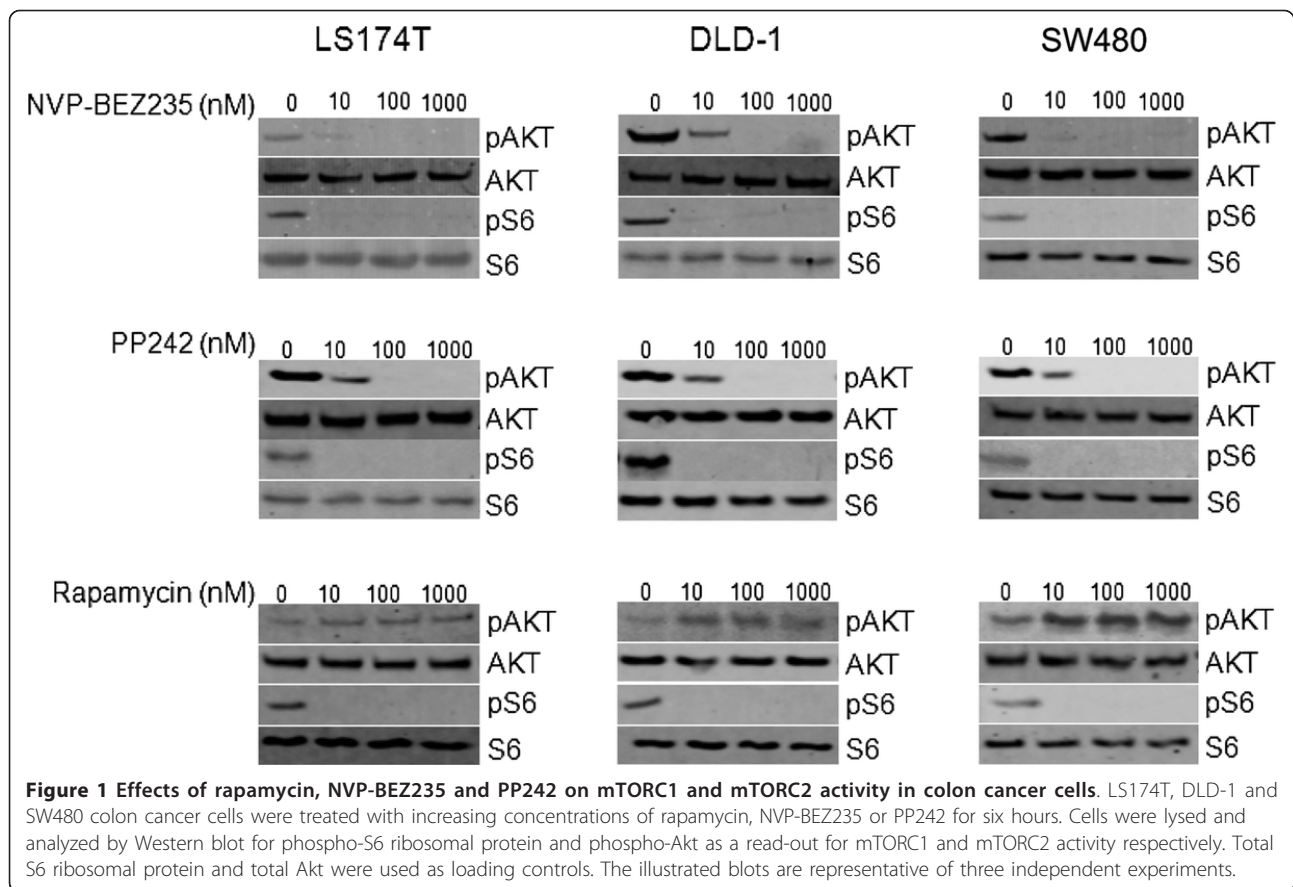 LS174T DLD-1 SW480
NVP-BEZ235 (nM) 0 10 100 1000 0 10 100 1000 0 10 100 1000
pAKT pAKT pAKT
AKT AKT AKT
pS6 pS6 pS6
S6 S6 S6
PP242 (nM) 0 10 100 1000 0 10 100 1000 0 10 100 1000
pAKT pAKT pAKT
AKT AKT AKT
pS6 pS6 pS6
S6 S6 S6
Rapamycin (nM) 0 10 100 1000 0 10 100 1000 0 10 100 1000
pAKT pAKT pAKT
AKT AKT AKT
pS6 pS6 pS6
S6 S6 S6
Figure 1 Effects of rapamycin, NVP-BEZ235 and PP242 on mTORC1 and mTORC2 activity in colon cancer cells. LS174T, DLD-1 and
SW480 colon cancer cells were treated with increasing concentrations of rapamycin, NVP-BEZ235 or PP242 for six hours. Cells were lysed and
analyzed by Western blot for phospho-S6 ribosomal protein and phospho-Akt as a read-out for mTORC1 and mTORC2 activity respectively. Total
S6 ribosomal protein and total Akt were used as loading controls. The illustrated blots are representative of three independent experiments.